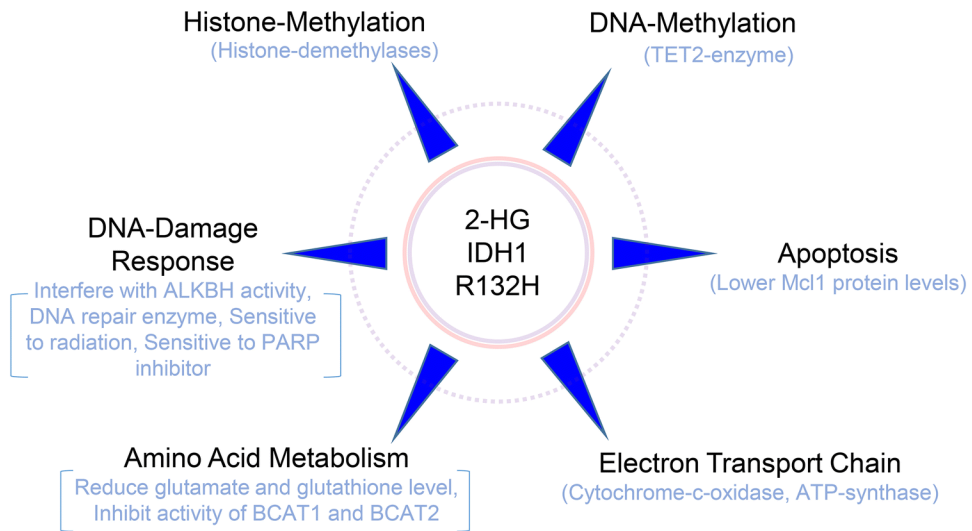 Histone-Methylation
(Histone-demethylases)
DNA-Methylation
(TET2-enzyme)
2-HG
IDH1
R132H
DNA-Damage
Response
Interfere with ALKBH activity,
DNA repair enzyme, Sensitive
to radiation, Sensitive to PARP
inhibitor
Apoptosis
(Lower Mcl1 protein levels)
Amino Acid Metabolism
Reduce glutamate and glutathione level,
Inhibit activity of BCAT1 and BCAT2
Electron Transport Chain
(Cytochrome-c-oxidase, ATP-synthase)